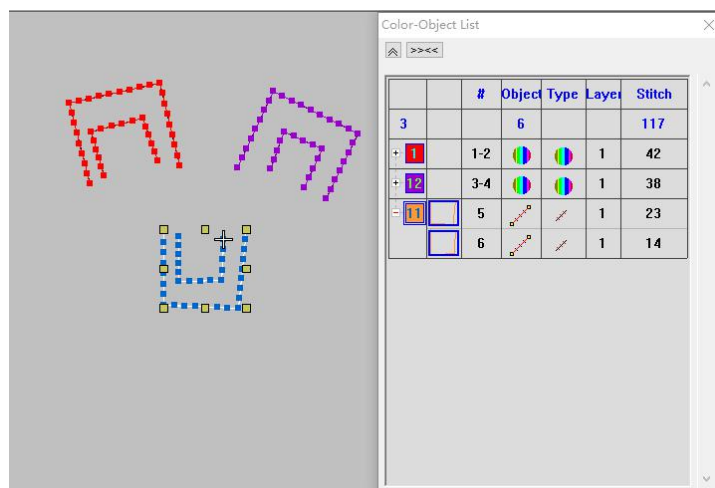 Color-Object List
>><<
# Object Type Layer Stitch
3 6 117
1 1-2 1 42
12 3-4 1 38
11 5 1 23
6 1 14